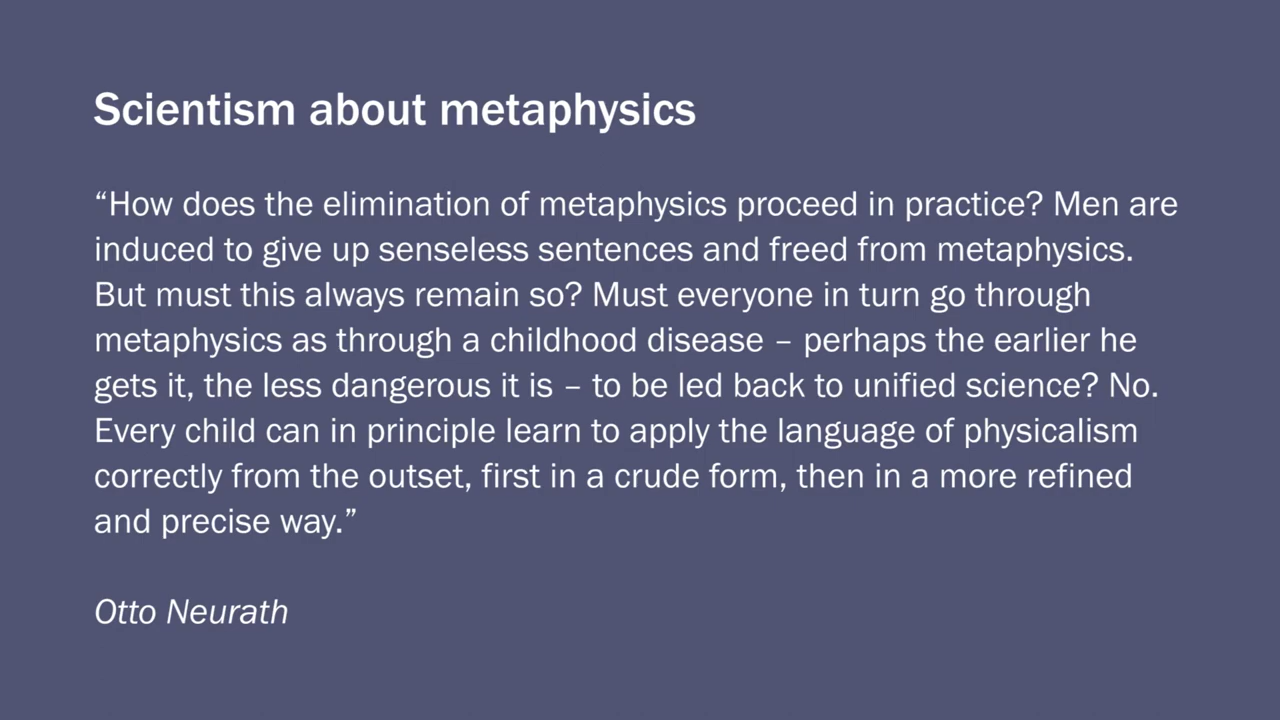 Scientism about metaphysics
“How does the elimination of metaphysics proceed in practice? Men are
induced to give up senseless sentences and freed from metaphysics.
But must this always remain so? Must everyone in turn go through
metaphysics as through a childhood disease – perhaps the earlier he
gets it, the less dangerous it is – to be led back to unified science? No.
Every child can in principle learn to apply the language of physicalism
correctly from the outset, first in a crude form, then in a more refined
and precise way.”
Otto Neurath